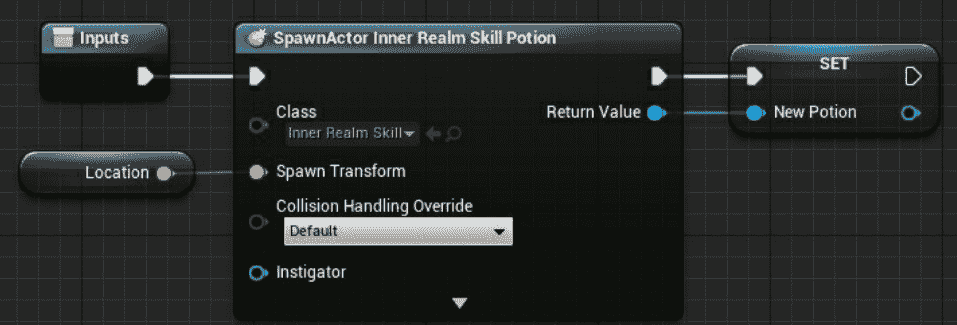 Inputs
SpawnActor Inner Realm Skill Potion
SET
Class
Inner Realm Skill
Return Value
New Potion
Location
Spawn Transform
Collision Handling Override
Default
Instigator